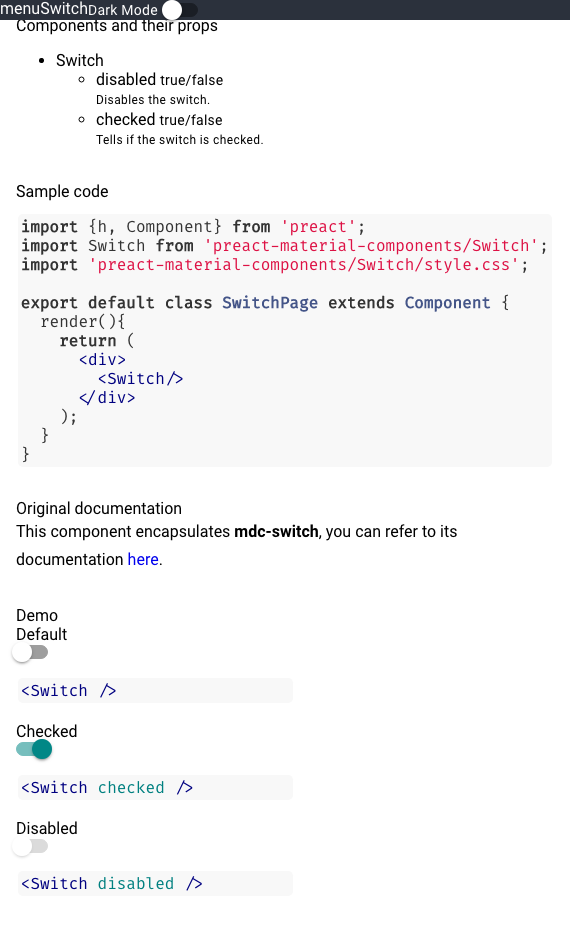 menuSwitchDark Mode
Components and their props
Switch
disabled true/false
Disables the switch.
checked true/false
Tells if the switch is checked.
Sample code
import {h, Component} from 'preact';
import Switch from 'preact-material-components/Switch';
import 'preact-material-components/Switch/style.css';
export default class SwitchPage extends Component {
render(){
return (
<div>
<Switch/>
</div>
);
}
}
Original documentation
This component encapsulates mdc-switch, you can refer to its
documentation here.
Demo
Default
<Switch />
Checked
<Switch checked />
Disabled
<Switch disabled />